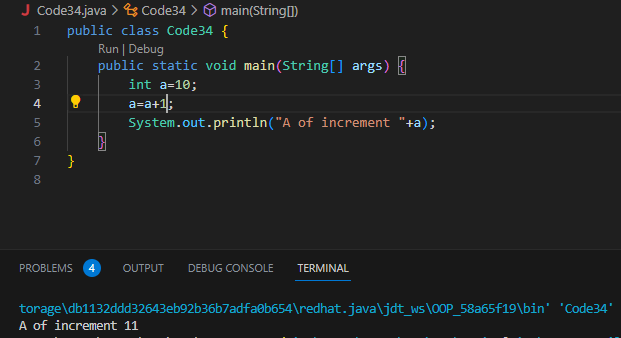 Code34.java > Code34 > main(String[])
1 public class Code34 {
Run | Debug
2 public static void main(String[] args) {
3 int a=10;
4 a=a+1;
5 System.out.println("A of increment "+a);
6 }
7 }
8
PROBLEMS 4 OUTPUT DEBUG CONSOLE TERMINAL
torage\db1132ddd32643eb92b36b7adfa0b654\redhat.java\jdt_ws\OOP_58a65f19\bin' 'Code34'
A of increment 11